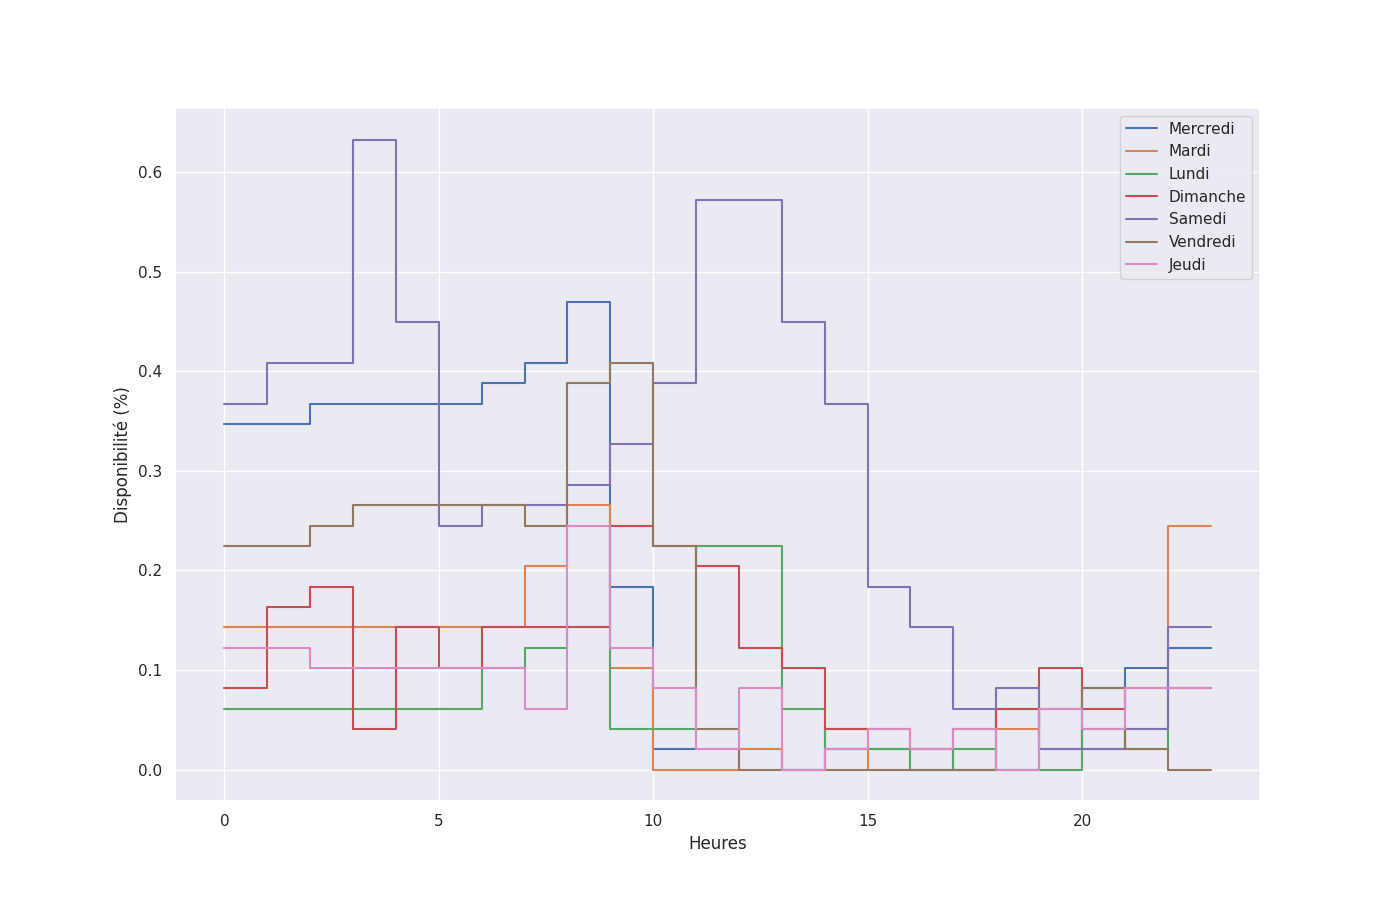 Mercredi
Mardi
Lundi
Dimanche
Samedi
Vendredi
Jeudi
0.6
0.5
0.4
0.3
0.2
0.1
0.0
Disponibilité (%)
0 5 10 15 20
Heures